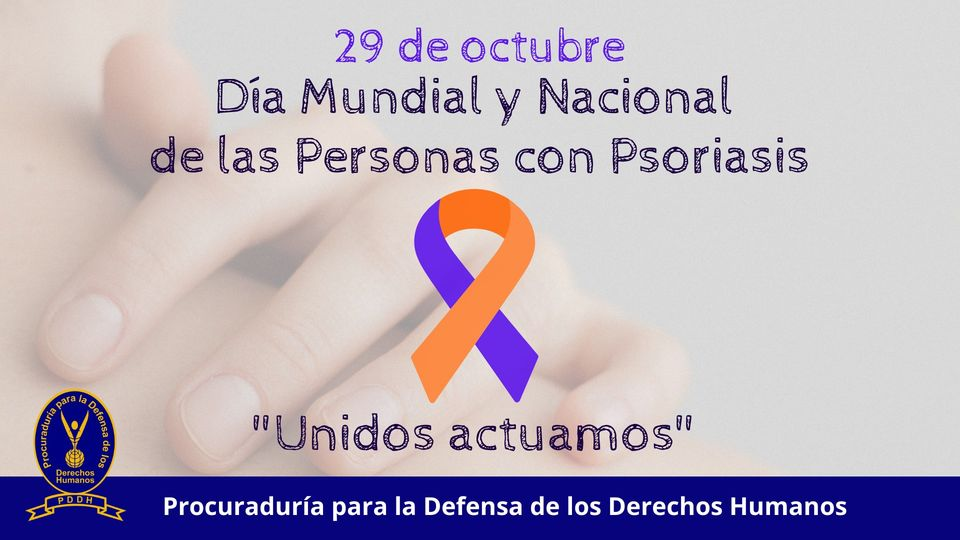 29 de octubre
Día Mundial y Nacional
de las Personas con Psoriasis
"Unidos actuamos"
Procuraduría para la Defensa de los
Derechos
Humanos
PDDH
Procuraduría para la Defensa de los Derechos Humanos